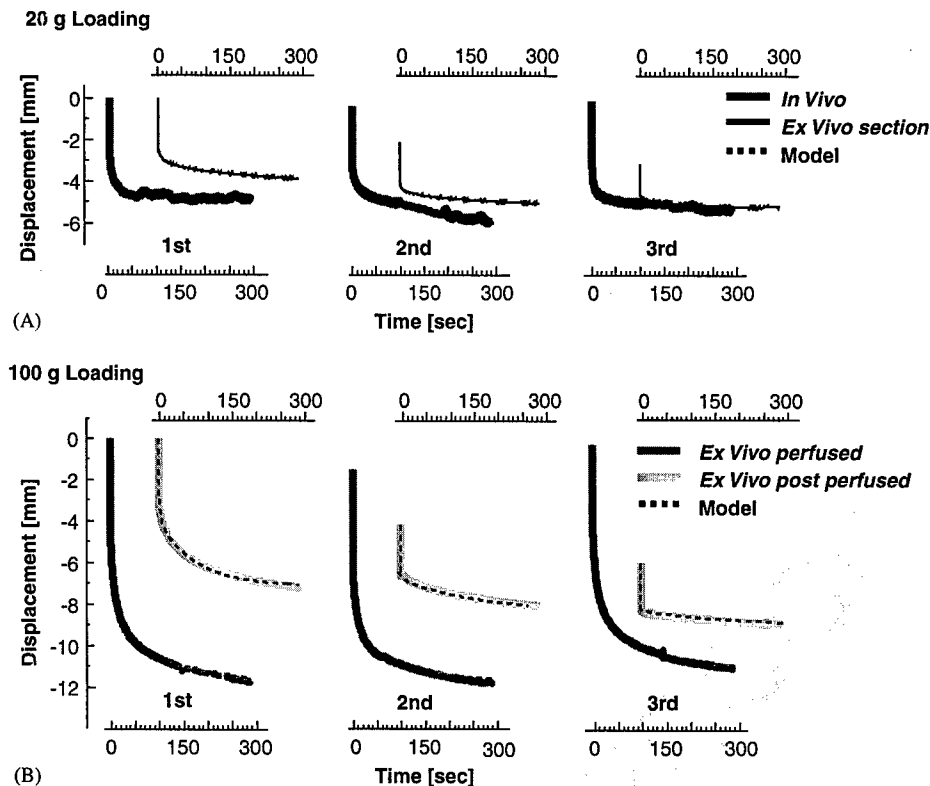 20 g Loading
0 150 300
0 150 300
0 150 300
Displacement [mm]
0
-2
-4
-6
In Vivo
Ex Vivo section
Model
1st
2nd
3rd
0 150 300
0 150 300
0 150 300
Time [sec]
(A)
100 g Loading
0 150 300
0 150 300
0 150 300
Displacement [mm]
0
-2
-4
-6
-8
-10
-12
Ex Vivo perfused
Ex Vivo post perfused
Model
1st
2nd
3rd
0 150 300
0 150 300
0 150 300
Time [sec]
(B)